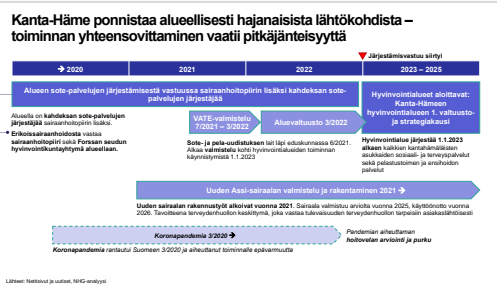 Kanta-Häme ponnistaa alueellisesti hajanaisista lähtökohdista –
toiminnan yhteensovittaminen vaatii pitkäjänteisyyttä
Järjestämisvastuu siirtyi
→ 2020
2021
2022
2023 – 2025
Alueen sote-palvelujen järjestämisestä vastuussa sairaanhoitopiirin lisäksi kahdeksan sote-
palvelujen järjestäjää
Hyvinvointialueet aloittavat:
Kanta-Hämeen
hyvinvointialueen 1. valtuusto-
ja strategiakausi
Alueella on kahdeksan sote-palvelujen
järjestäjää sairaanhoitopiirin lisäksi.
Erikoissairaanhoidosta vastaa
sairaanhoitopiiri sekä Forssan seudun
hyvinvointikuntayhtymä alueellaan.
VATE-valmistelu
7/2021 – 3/2022
Aluevaltuusto 3/2022
Sote- ja pela-uudistuksen lait läpi eduskunnassa 6/2021.
Alkaa valmistelu kohti hyvinvointialueiden toiminnan
käynnistymistä 1.1.2023
Hyvinvointialue järjestää 1.1.2023
alkaen kaikkien kantahämäläisten
asukkaiden sosiaali- ja terveyspalvelut
sekä pelastustoimen ja ensihoidon
palvelut
Uuden Assi-sairaalan valmistelu ja rakentaminen 2021 →
Uuden sairaalan rakennustyöt alkoivat vuonna 2021. Sairaala valmistuu arviolta vuonna 2025, käyttöönotto vuonna
2026. Tavoitteena terveydenhuollon keskittymä, joka vastaa tulevaisuuden terveydenhuollon tarpeisiin asiakaslähtöisesti
Koronapandemia 3/2020 →
Pandemian aiheuttaman
hoitovelan arviointi ja purku
Koronapandemia rantautui Suomeen 3/2020 ja aiheuttanut toiminnalle epävarmuutta
Lähteet: Nettisivut ja uutiset, NHG-analyysi